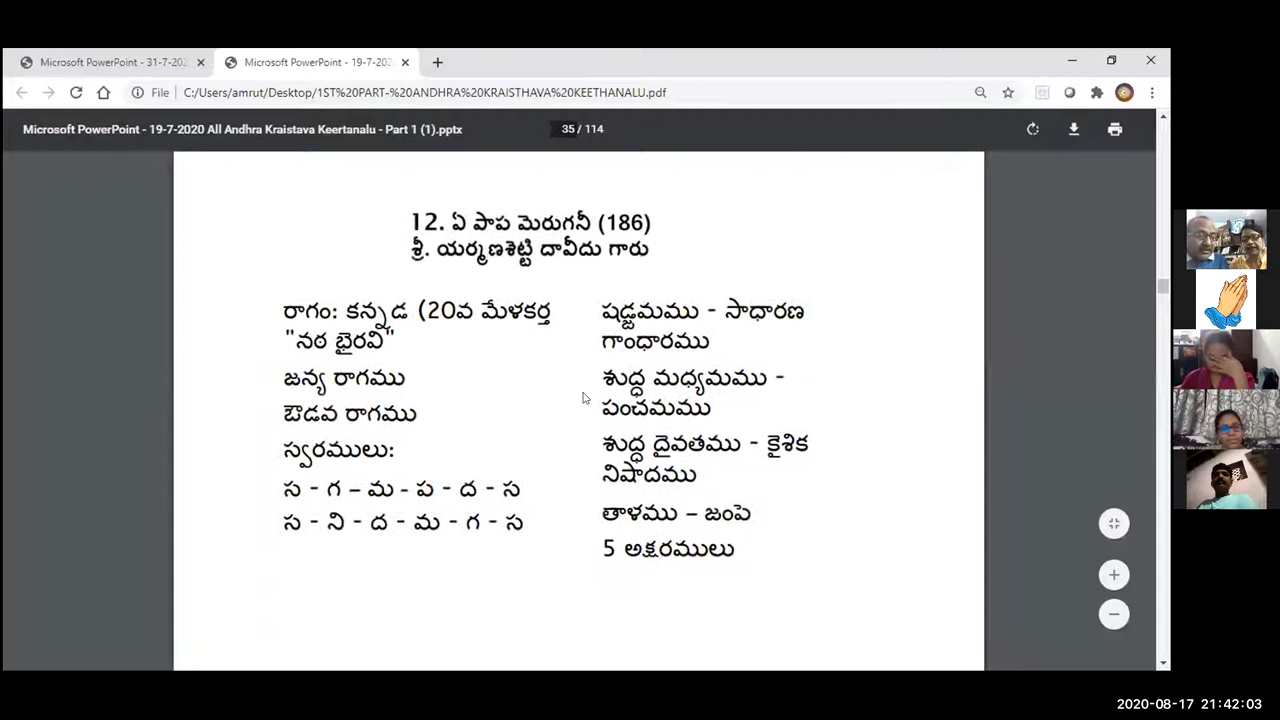 Microsoft PowerPoint - 31-7-202
Microsoft PowerPoint - 19-7-202
File
C:/Users/amrut/Desktop/1ST%20PART-%20ANDHRA%20KRAISTHAVA%20KEETHANALU.pdf
Microsoft PowerPoint - 19-7-2020 All Andhra Kraistava Keertanalu - Part 1 (1).pptx
35 / 114
12. ఏ పాప మెరుగనీ (186)
శ్రీ. యర్మణశెట్టి దావీదు గారు
రాగం: కన్నడ (20వ మేళకర్త
"నఠ భైరవి"
జన్య రాగము
ఔడవ రాగము
స్వరములు:
స - గ – మ - ప - ద - స
స - ని - ద - మ - గ - స
షడ్జమము - సాధారణ
గాంధారము
శుద్ధ మధ్యమము -
పంచమము
శుద్ధ దైవతము - కైశిక
నిషాదము
తాళము – జంపె
5 అక్షరములు
2020-08-17 21:42:03